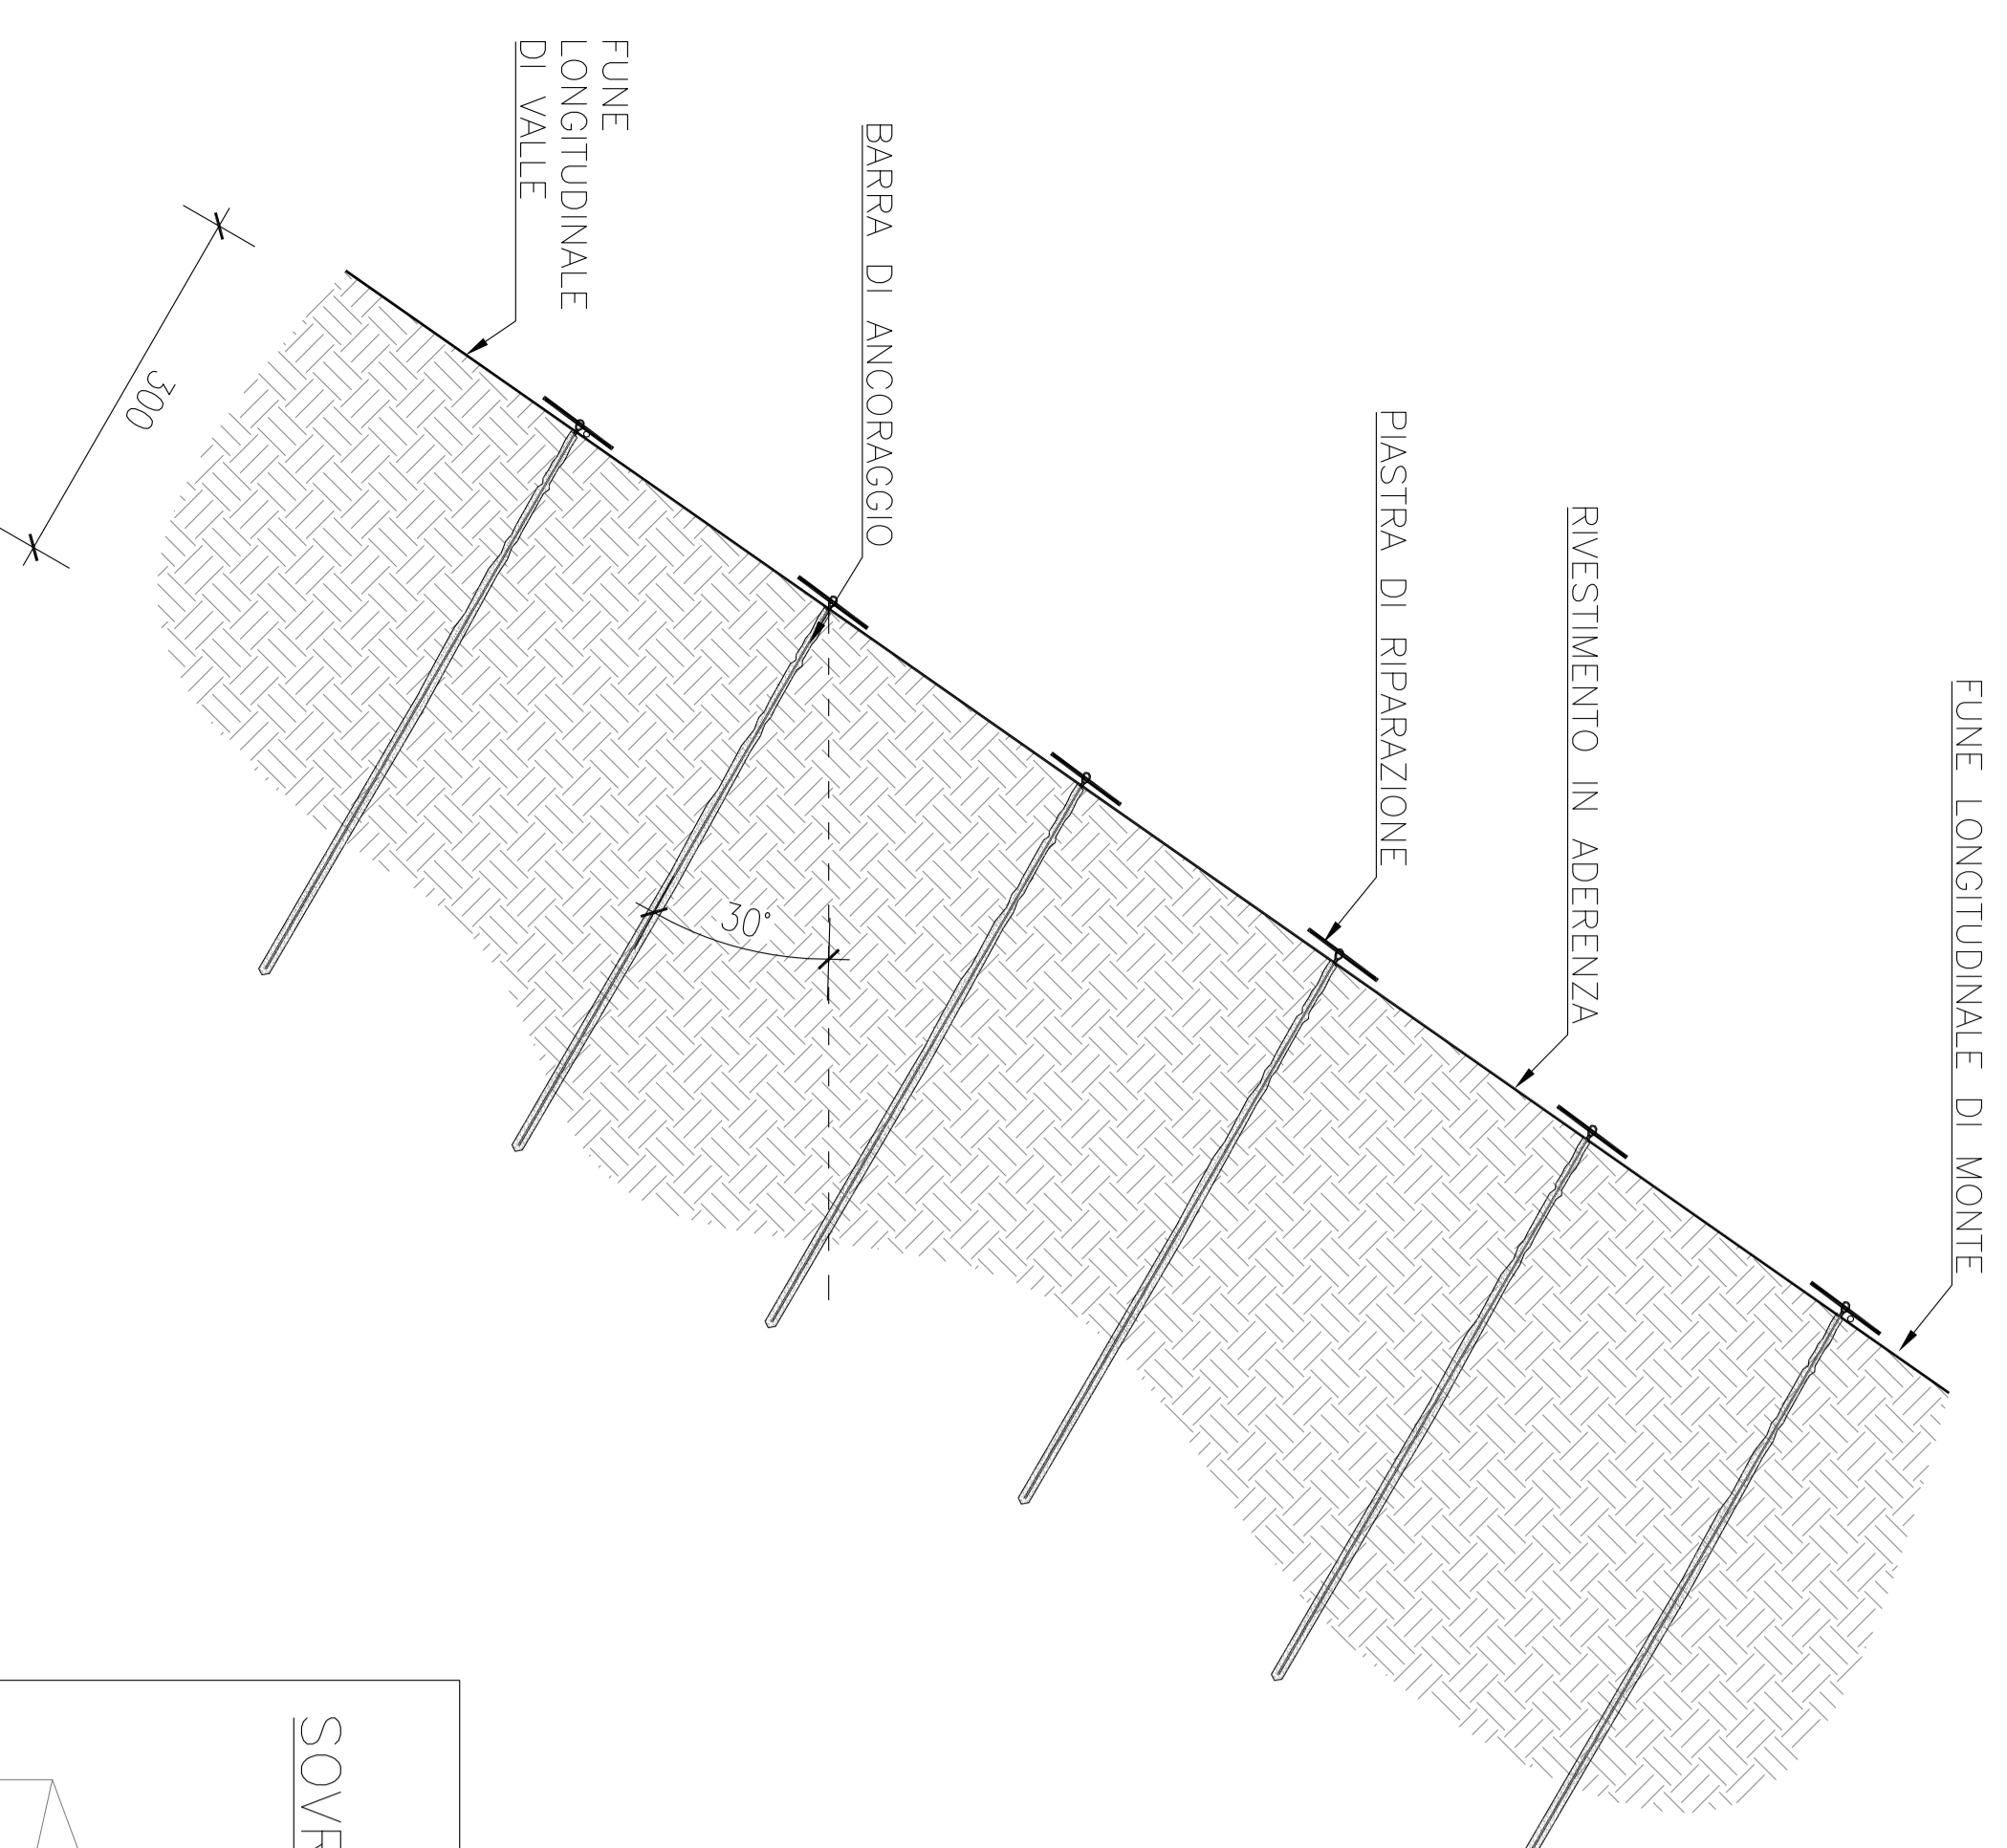 FUNE LONGITUDINALE DI MONTE
RIVESTIMENTO IN ADERENZA
PIASTRA DI RIPARAZIONE
BARRA DI ANCORAGGIO
FUNE
LONGITUDINALE
DI VALLE
30°
300